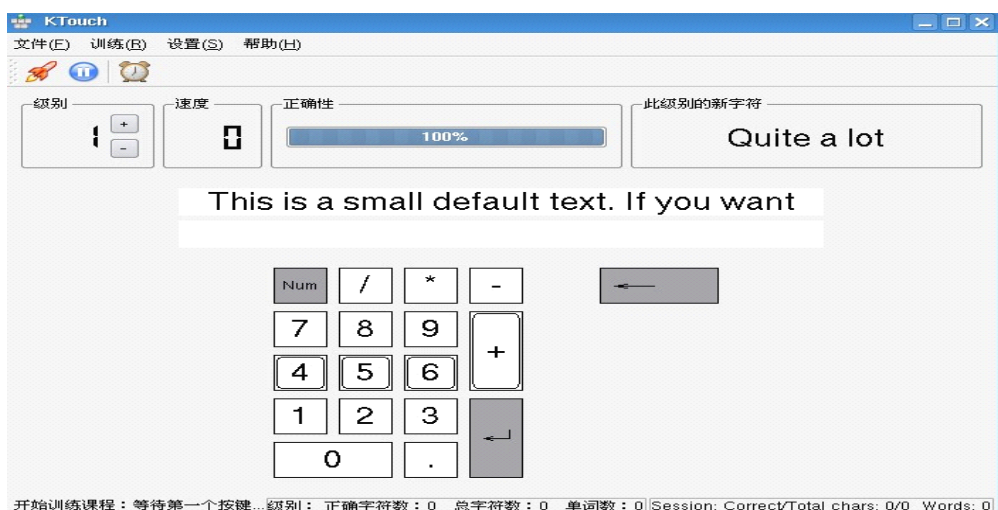 KTouch
文件(F) 训练(R) 设置(S) 帮助(H)
级别 速度 正确性 此级别的新字符
1 + - 0 100% Quite a lot
This is a small default text. If you want
Num / * -
7 8 9 +
4 5 6
1 2 3
0 .
开始训练课程：等待第一个按键... 级别： 正确字符数：0 总字符数：0 单词数：0 Session: Correct/Total chars: 0/0 Words: 0